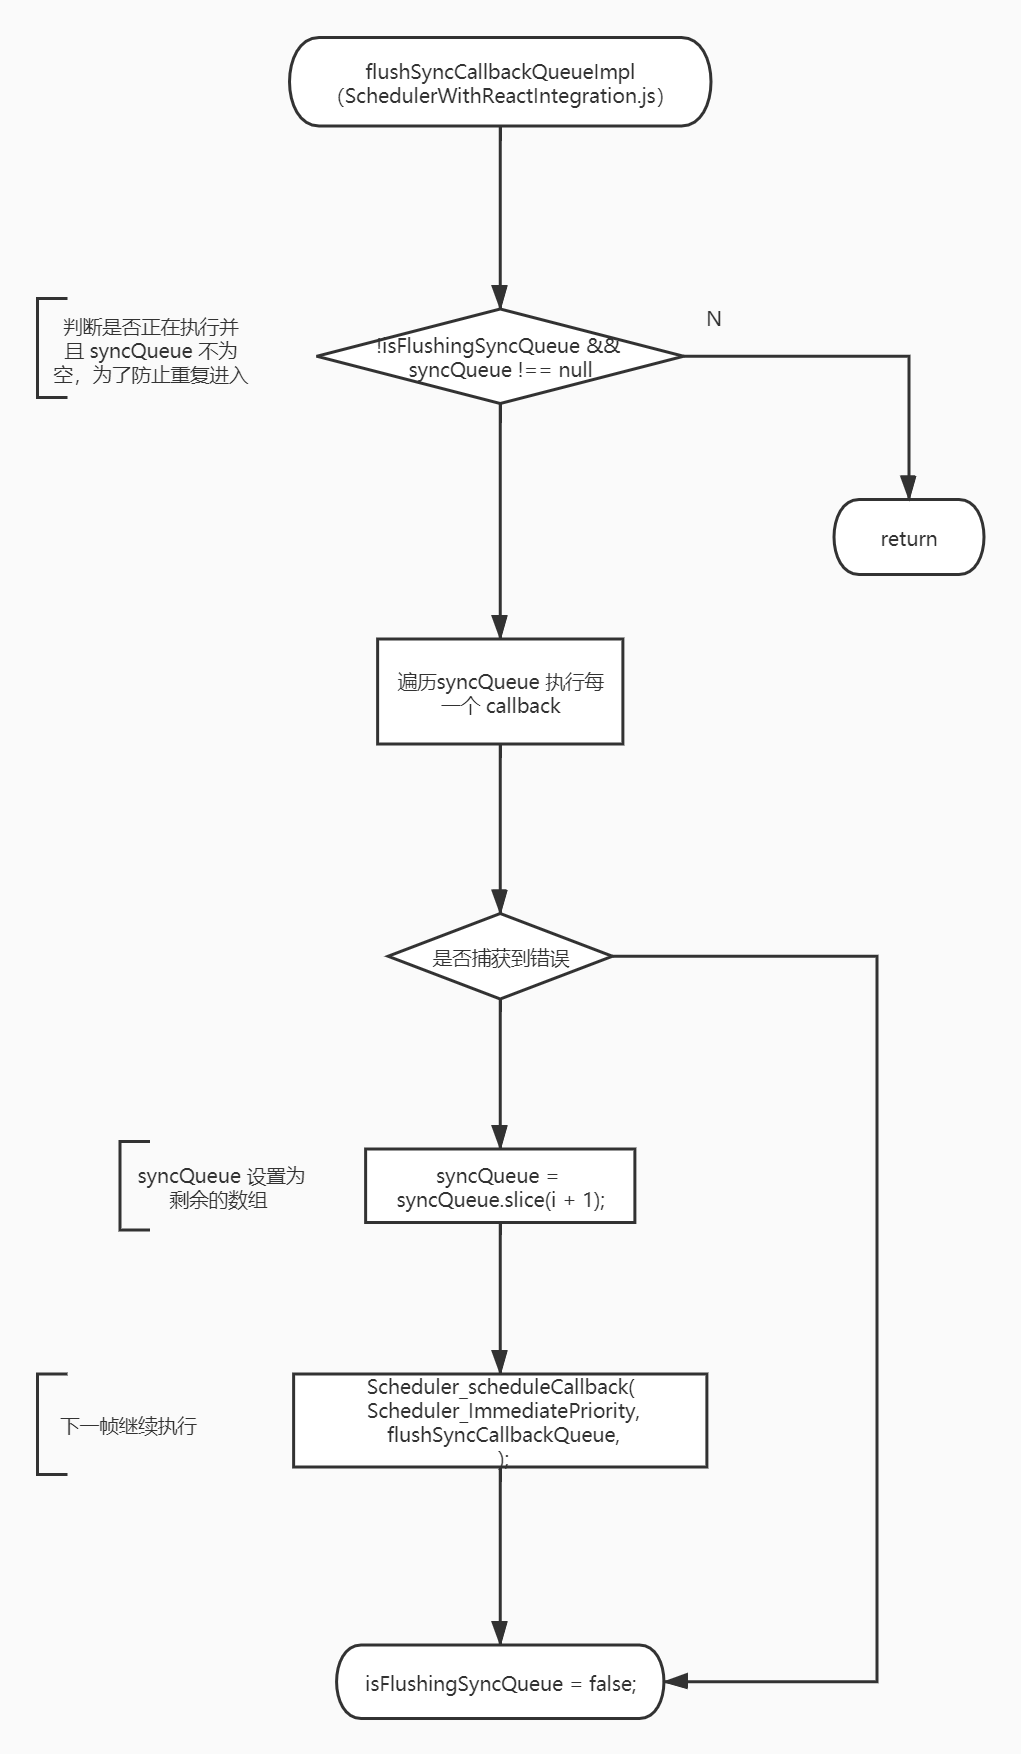 flushSyncCallbackQueueImpl
（SchedulerWithReactIntegration.js）
N
判断是否正在执行并
且 syncQueue 不为
空，为了防止重复进入
!isFlushingSyncQueue &&
syncQueue !== null
return
遍历syncQueue 执行每
一个 callback
是否捕获到错误
syncQueue 设置为
剩余的数组
syncQueue =
syncQueue.slice(i + 1);
下一帧继续执行
Scheduler_scheduleCallback(
Scheduler_ImmediatePriority,
flushSyncCallbackQueue,
);
isFlushingSyncQueue = false;